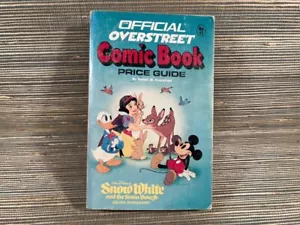 OFFICIAL
OVERSTREET
Comic Book
PRICE GUIDE
Snow White
and the Seven Dwarfs